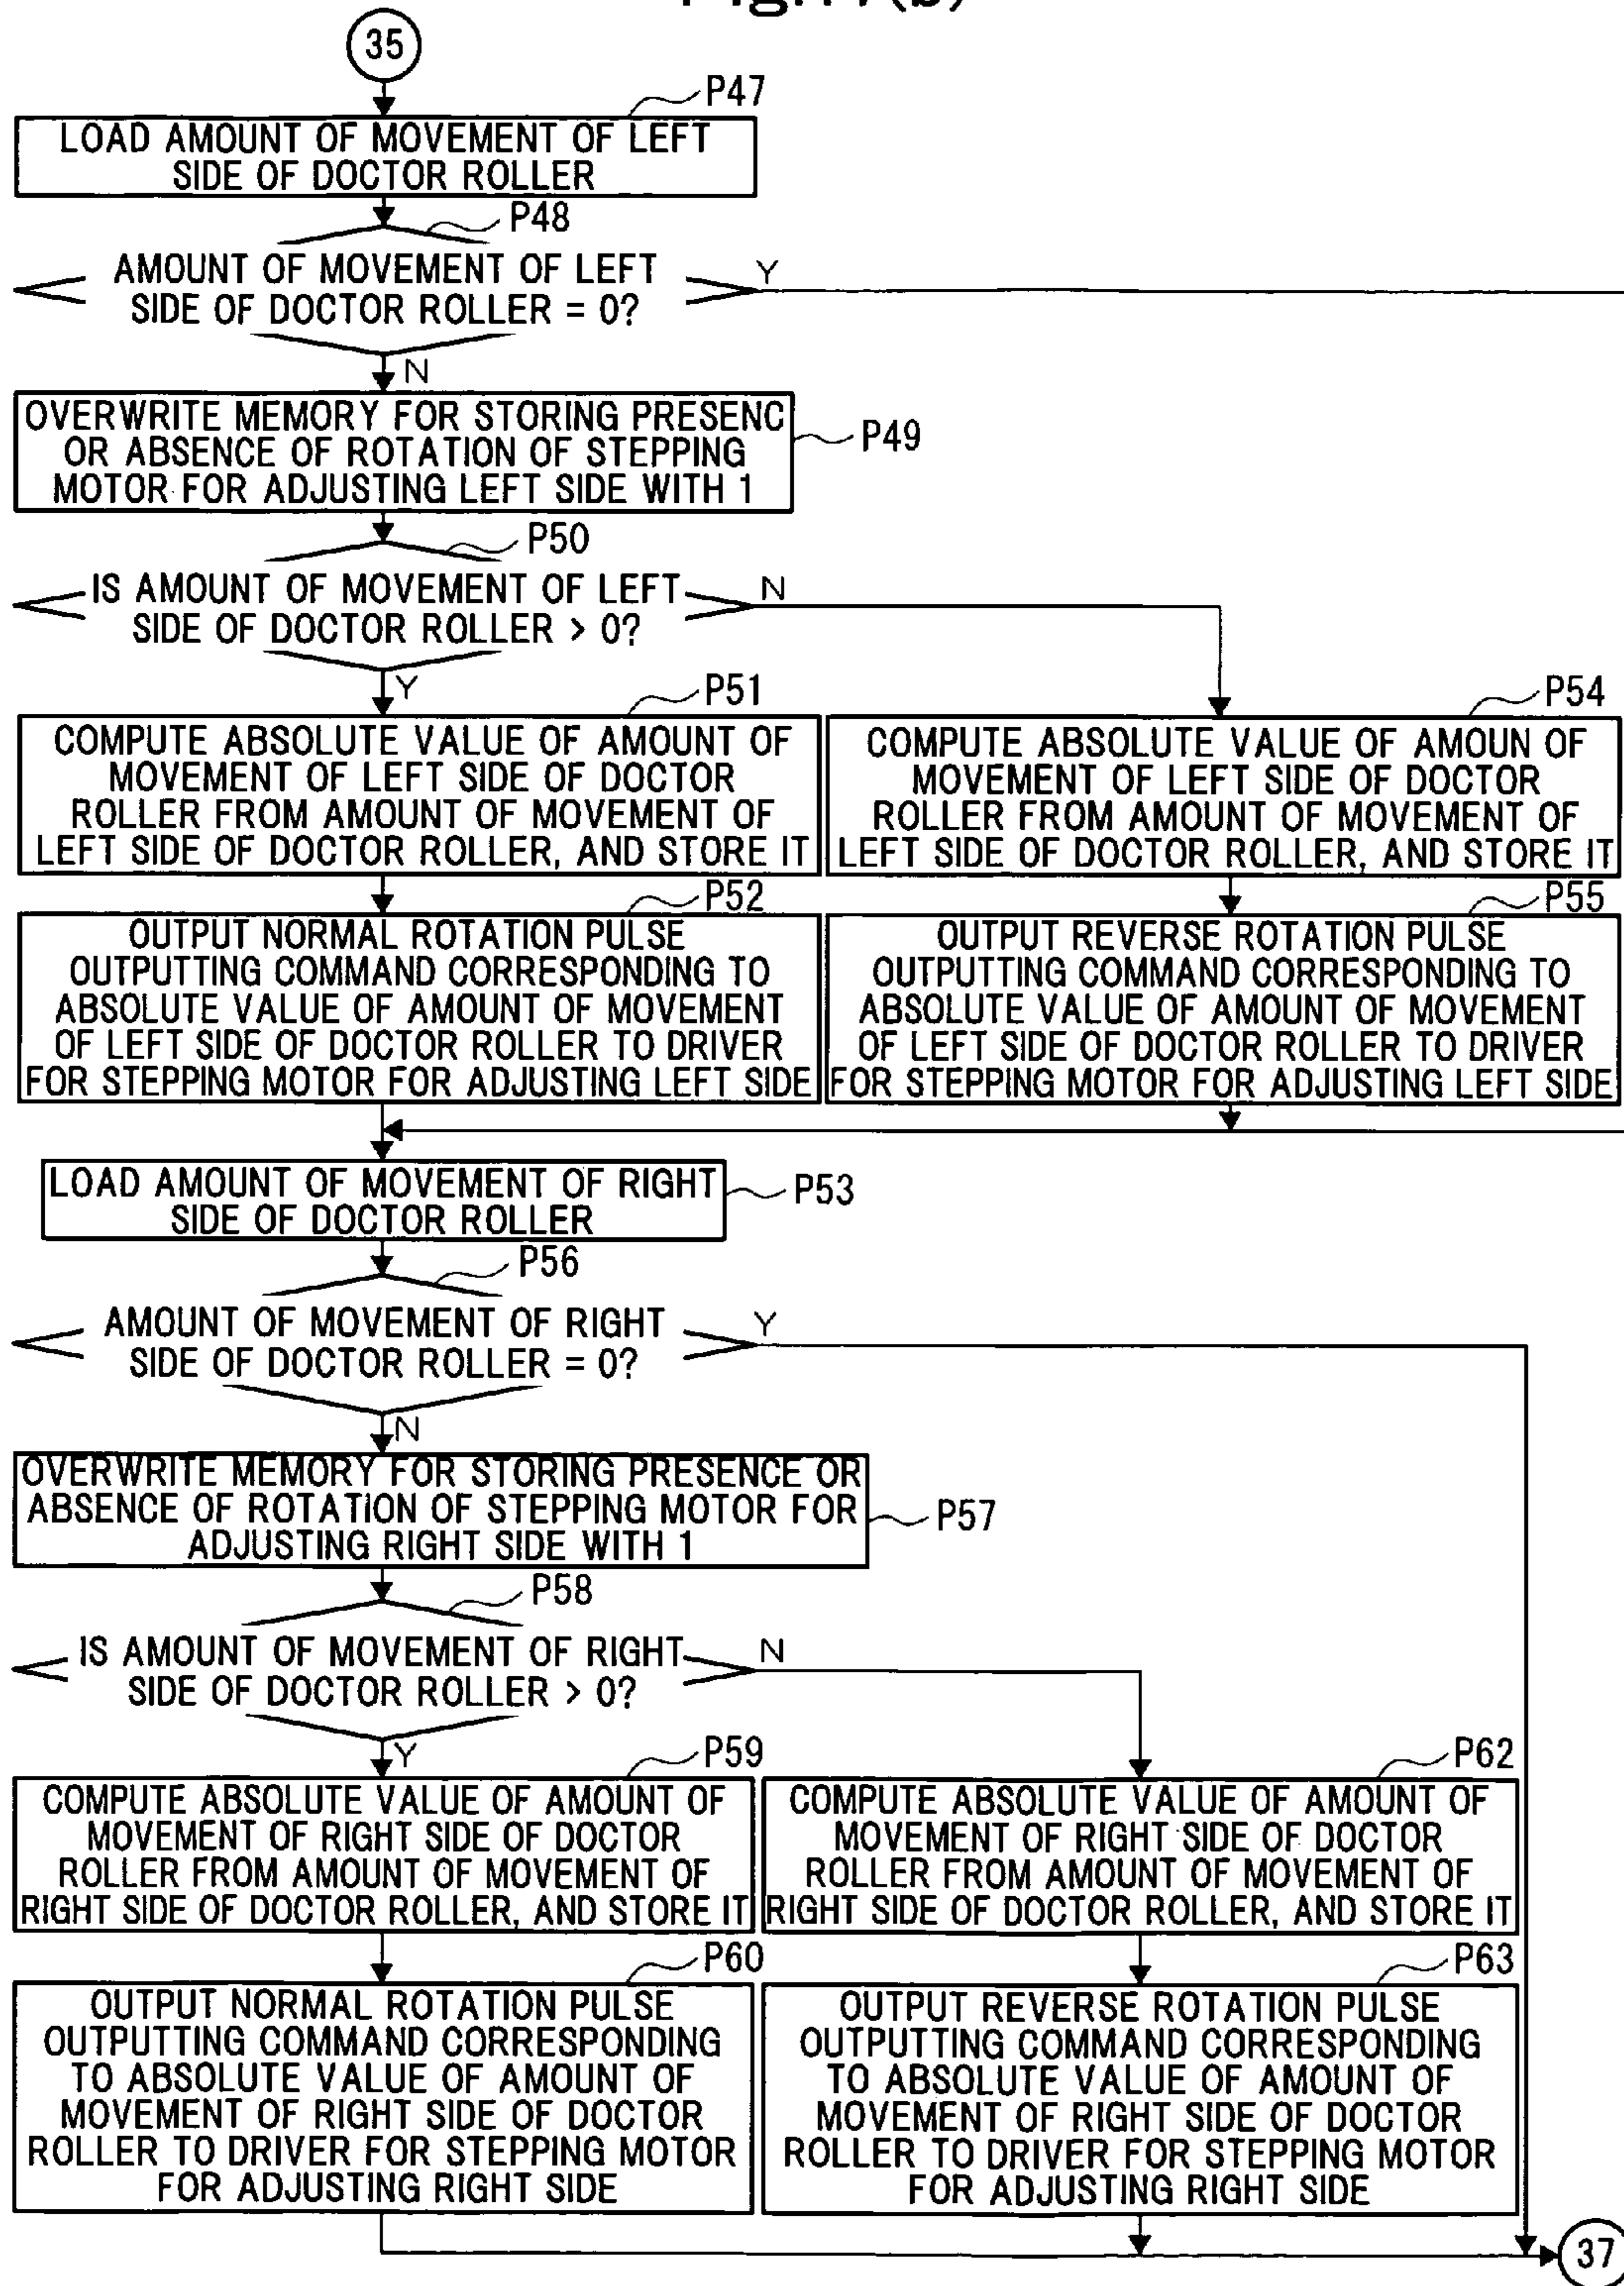 35
P47
LOAD AMOUNT OF MOVEMENT OF LEFT
SIDE OF DOCTOR ROLLER
P48
AMOUNT OF MOVEMENT OF LEFT
SIDE OF DOCTOR ROLLER = 0?
Y
N
OVERWRITE MEMORY FOR STORING PRESENC
OR ABSENCE OF ROTATION OF STEPPING
MOTOR FOR ADJUSTING LEFT SIDE WITH 1
P49
P50
IS AMOUNT OF MOVEMENT OF LEFT
SIDE OF DOCTOR ROLLER > 0?
N
Y
P51
COMPUTE ABSOLUTE VALUE OF AMOUNT OF
MOVEMENT OF LEFT SIDE OF DOCTOR
ROLLER FROM AMOUNT OF MOVEMENT OF
LEFT SIDE OF DOCTOR ROLLER, AND STORE IT
P54
COMPUTE ABSOLUTE VALUE OF AMOUN OF
MOVEMENT OF LEFT SIDE OF DOCTOR
ROLLER FROM AMOUNT OF MOVEMENT OF
LEFT SIDE OF DOCTOR ROLLER, AND STORE IT
P52
OUTPUT NORMAL ROTATION PULSE
OUTPUTTING COMMAND CORRESPONDING TO
ABSOLUTE VALUE OF AMOUNT OF MOVEMENT
OF LEFT SIDE OF DOCTOR ROLLER TO DRIVER
FOR STEPPING MOTOR FOR ADJUSTING LEFT SIDE
P55
OUTPUT REVERSE ROTATION PULSE
OUTPUTTING COMMAND CORRESPONDING TO
ABSOLUTE VALUE OF AMOUNT OF MOVEMENT
OF LEFT SIDE OF DOCTOR ROLLER TO DRIVER
FOR STEPPING MOTOR FOR ADJUSTING LEFT SIDE
LOAD AMOUNT OF MOVEMENT OF RIGHT
SIDE OF DOCTOR ROLLER
P53
P56
AMOUNT OF MOVEMENT OF RIGHT
SIDE OF DOCTOR ROLLER = 0?
Y
N
OVERWRITE MEMORY FOR STORING PRESENCE OR
ABSENCE OF ROTATION OF STEPPING MOTOR FOR
ADJUSTING RIGHT SIDE WITH 1
P57
P58
IS AMOUNT OF MOVEMENT OF RIGHT
SIDE OF DOCTOR ROLLER > 0?
N
Y
P59
COMPUTE ABSOLUTE VALUE OF AMOUNT OF
MOVEMENT OF RIGHT SIDE OF DOCTOR
ROLLER FROM AMOUNT OF MOVEMENT OF
RIGHT SIDE OF DOCTOR ROLLER, AND STORE IT
P62
COMPUTE ABSOLUTE VALUE OF AMOUNT OF
MOVEMENT OF RIGHT SIDE OF DOCTOR
ROLLER FROM AMOUNT OF MOVEMENT OF
RIGHT SIDE OF DOCTOR ROLLER, AND STORE IT
P60
OUTPUT NORMAL ROTATION PULSE
OUTPUTTING COMMAND CORRESPONDING
TO ABSOLUTE VALUE OF AMOUNT OF
MOVEMENT OF RIGHT SIDE OF DOCTOR
ROLLER TO DRIVER FOR STEPPING MOTOR
FOR ADJUSTING RIGHT SIDE
P63
OUTPUT REVERSE ROTATION PULSE
OUTPUTTING COMMAND CORRESPONDING
TO ABSOLUTE VALUE OF AMOUNT OF
MOVEMENT OF RIGHT SIDE OF DOCTOR
ROLLER TO DRIVER FOR STEPPING MOTOR
FOR ADJUSTING RIGHT SIDE
37